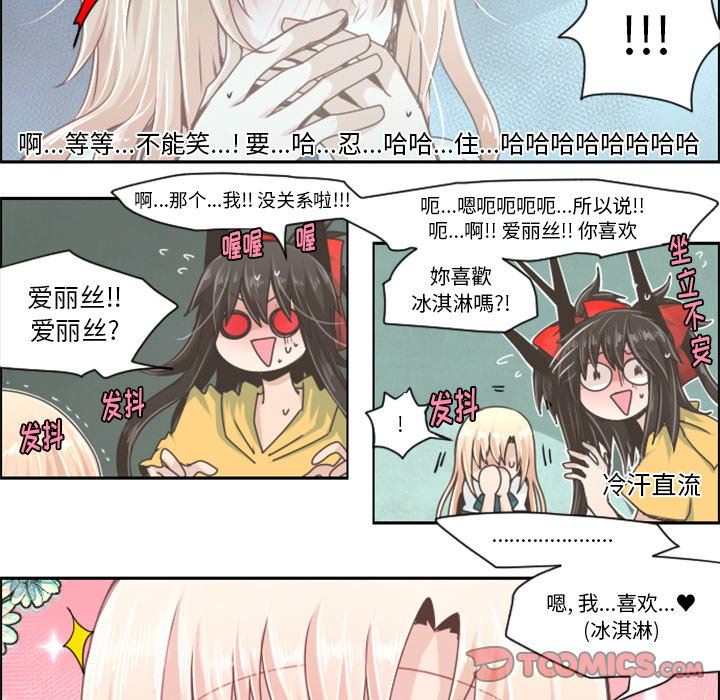 !!!
啊...等等...不能笑...! 要...哈...忍...哈哈...住...哈哈哈哈哈哈哈哈
啊...那个...我!! 没关系啦!!!
喔喔 喔
爱丽丝!!
爱丽丝?
发抖
发抖
呃...嗯呃呃呃呃...所以说!!
呃...啊!! 爱丽丝!! 你喜欢
妳喜歡
冰淇淋嗎?!
坐立不安
!
发抖
冷汗直流
......................
嗯, 我...喜欢...♥
(冰淇淋)
TOOMICS
TCOMICS.COM